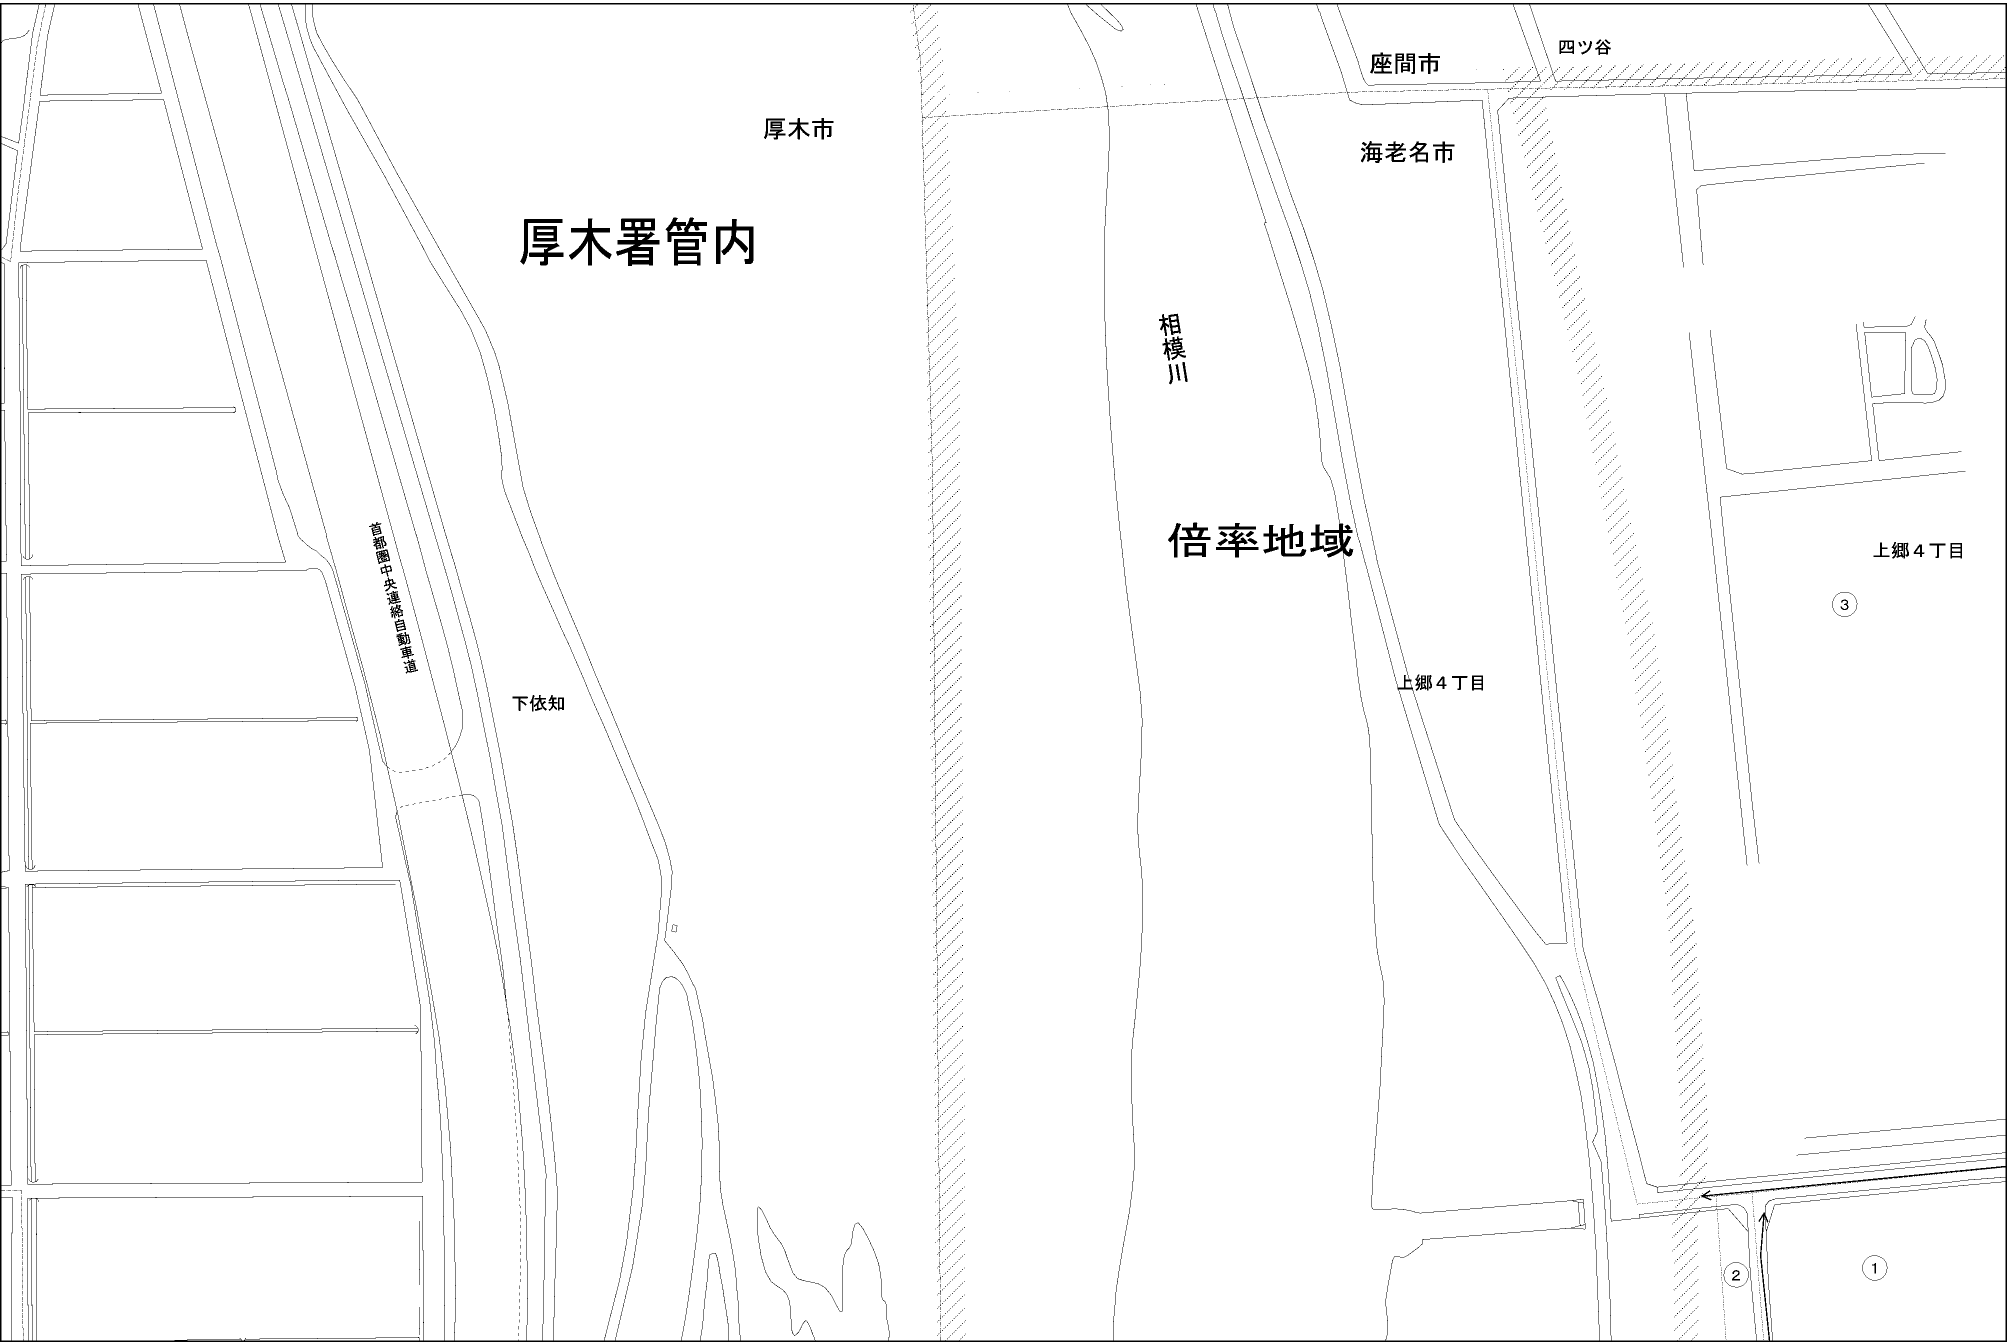 四ツ谷
座間市
厚木市
海老名市
厚木署管内
相模川
倍率地域
上郷４丁目
首都圏中央連絡自動車道
③
上郷４丁目
下依知
②
①